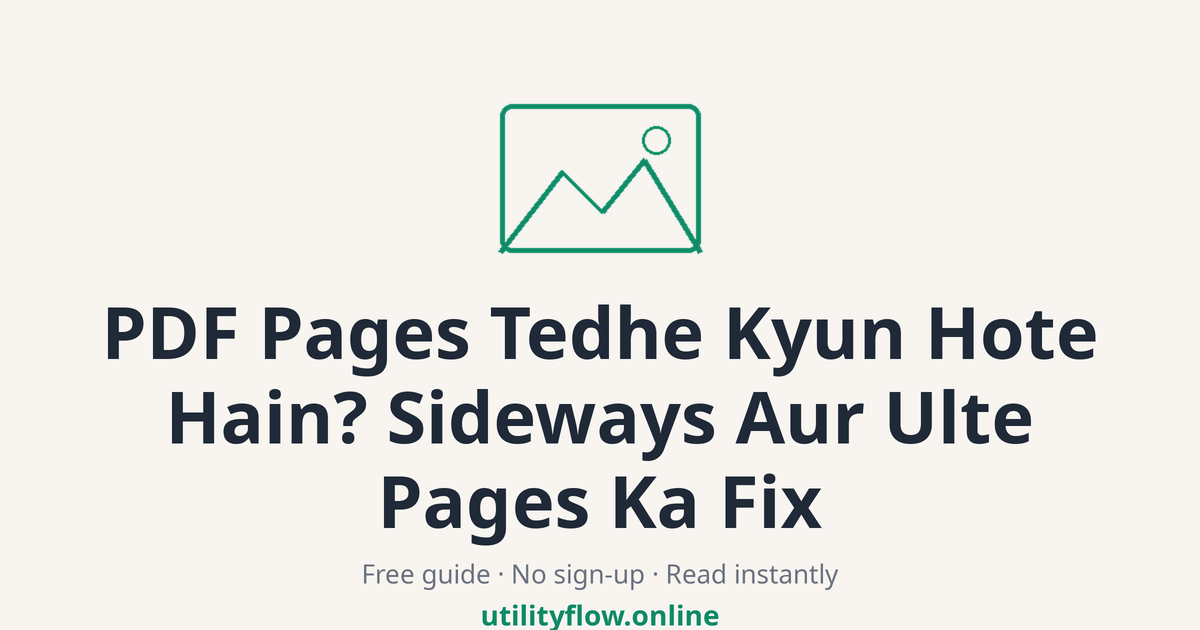 PDF Pages Tedhe Kyun Hote
Hain? Sideways Aur Ulte
Pages Ka Fix
Free guide · No sign-up · Read instantly
utilityflow.online